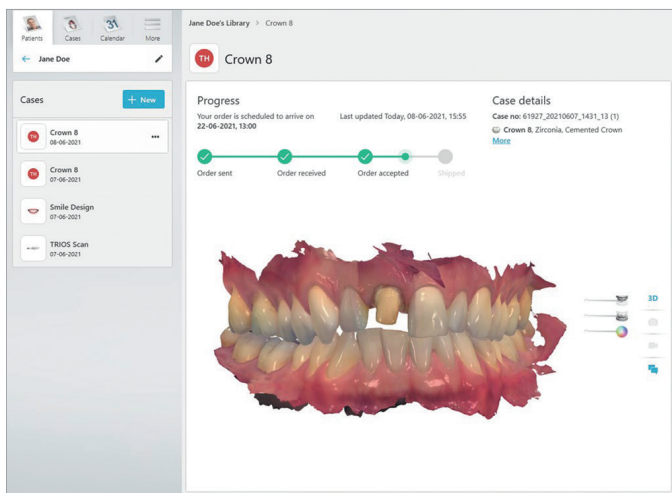 Patients
Cases
Calendar
31
More
Jane Doe's Library > Crown 8
← Jane Doe
TH Crown 8
Cases
+ New
TH
Crown 8
08-06-2021
TH
Crown 8
07-06-2021
Smile Design
07-06-2021
TRIOS Scan
07-06-2021
Progress
Your order is scheduled to arrive on
22-06-2021, 13:00
Last updated Today, 08-06-2021, 15:55
Order sent
Order received
Order accepted
Shipped
Case details
Case no: 61927_20210607_1431_13 (1)
Crown 8, Zirconia, Cemented Crown
More
3D